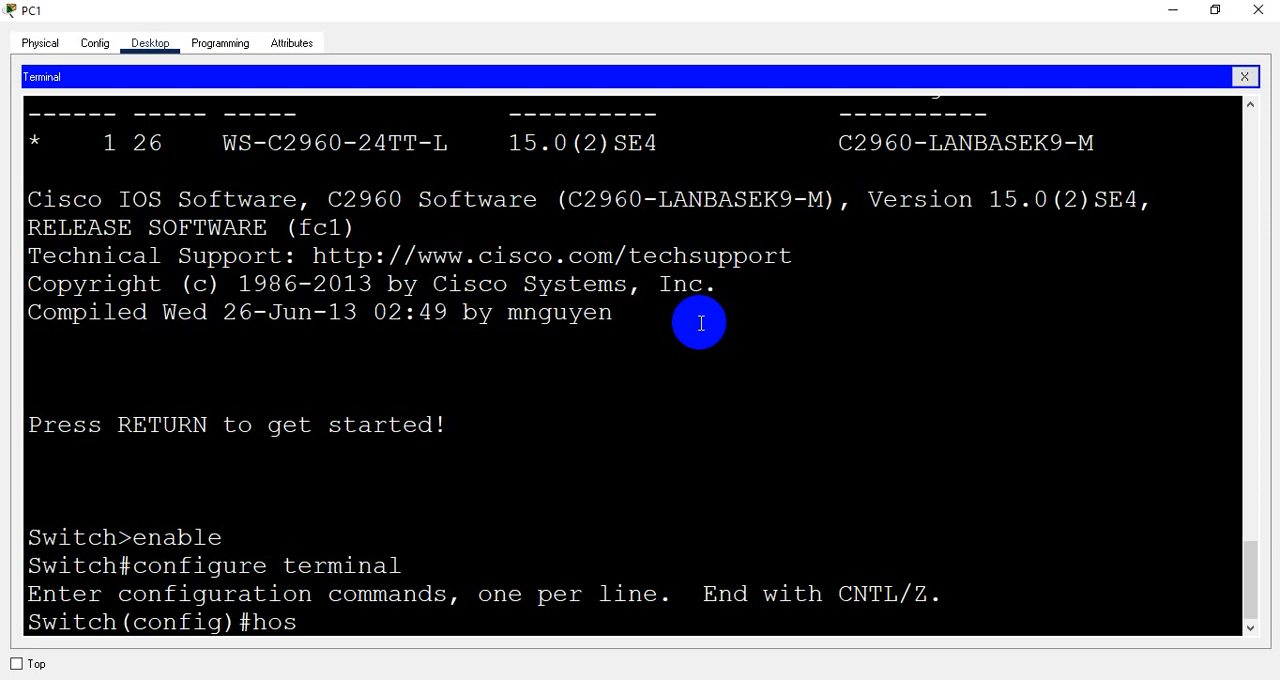 PC1
Physical Config Desktop Programming Attributes
Terminal X
------ ----- ----- ---------- ----------
* 1 26 WS-C2960-24TT-L 15.0(2)SE4 C2960-LANBASEK9-M
Cisco IOS Software, C2960 Software (C2960-LANBASEK9-M), Version 15.0(2)SE4,
RELEASE SOFTWARE (fc1)
Technical Support: http://www.cisco.com/techsupport
Copyright (c) 1986-2013 by Cisco Systems, Inc.
Compiled Wed 26-Jun-13 02:49 by mnguyen
Press RETURN to get started!
Switch>enable
Switch#configure terminal
Enter configuration commands, one per line. End with CNTL/Z.
Switch(config)#hos
Top